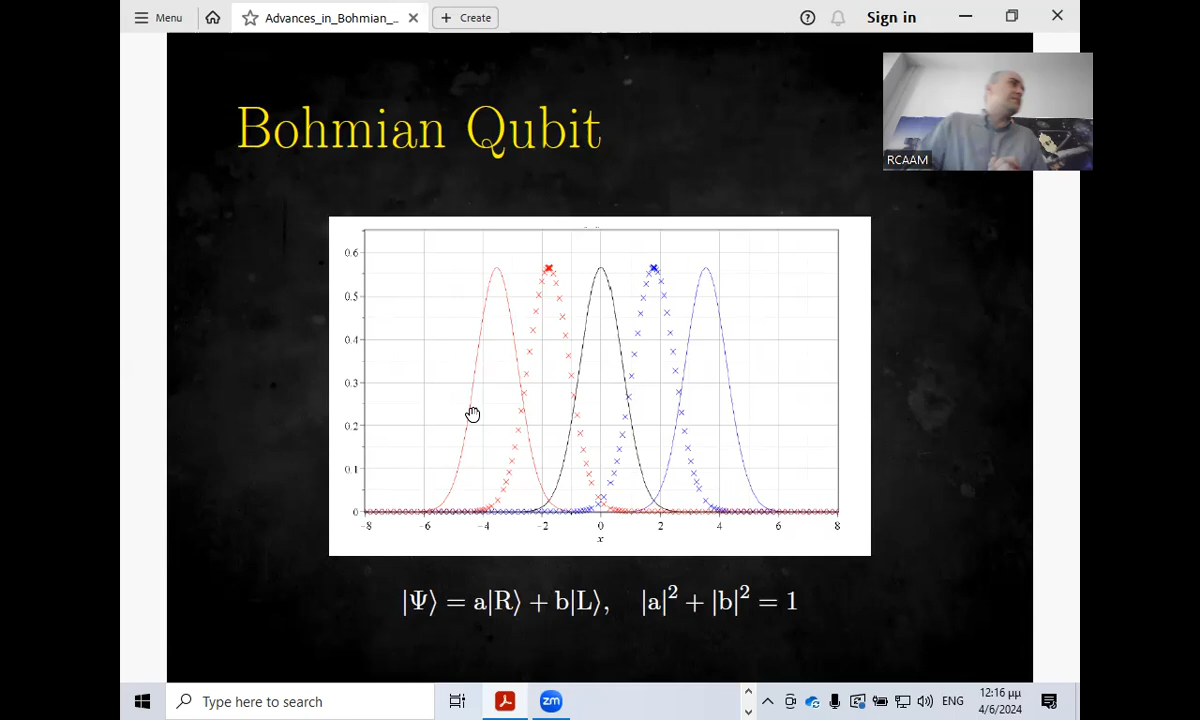 Menu
Advances_in_Bohmian_...
Create
Sign in
Bohmian Qubit
RCAAM
0.6
0.5
0.4
0.3
0.2
0.1
0
-8 -6 -4 -2 0 2 4 6 8
x
|Ψ⟩ = a|R⟩ + b|L⟩, |a|² + |b|² = 1
Type here to search
zm
ENG
12:16 μμ
4/6/2024